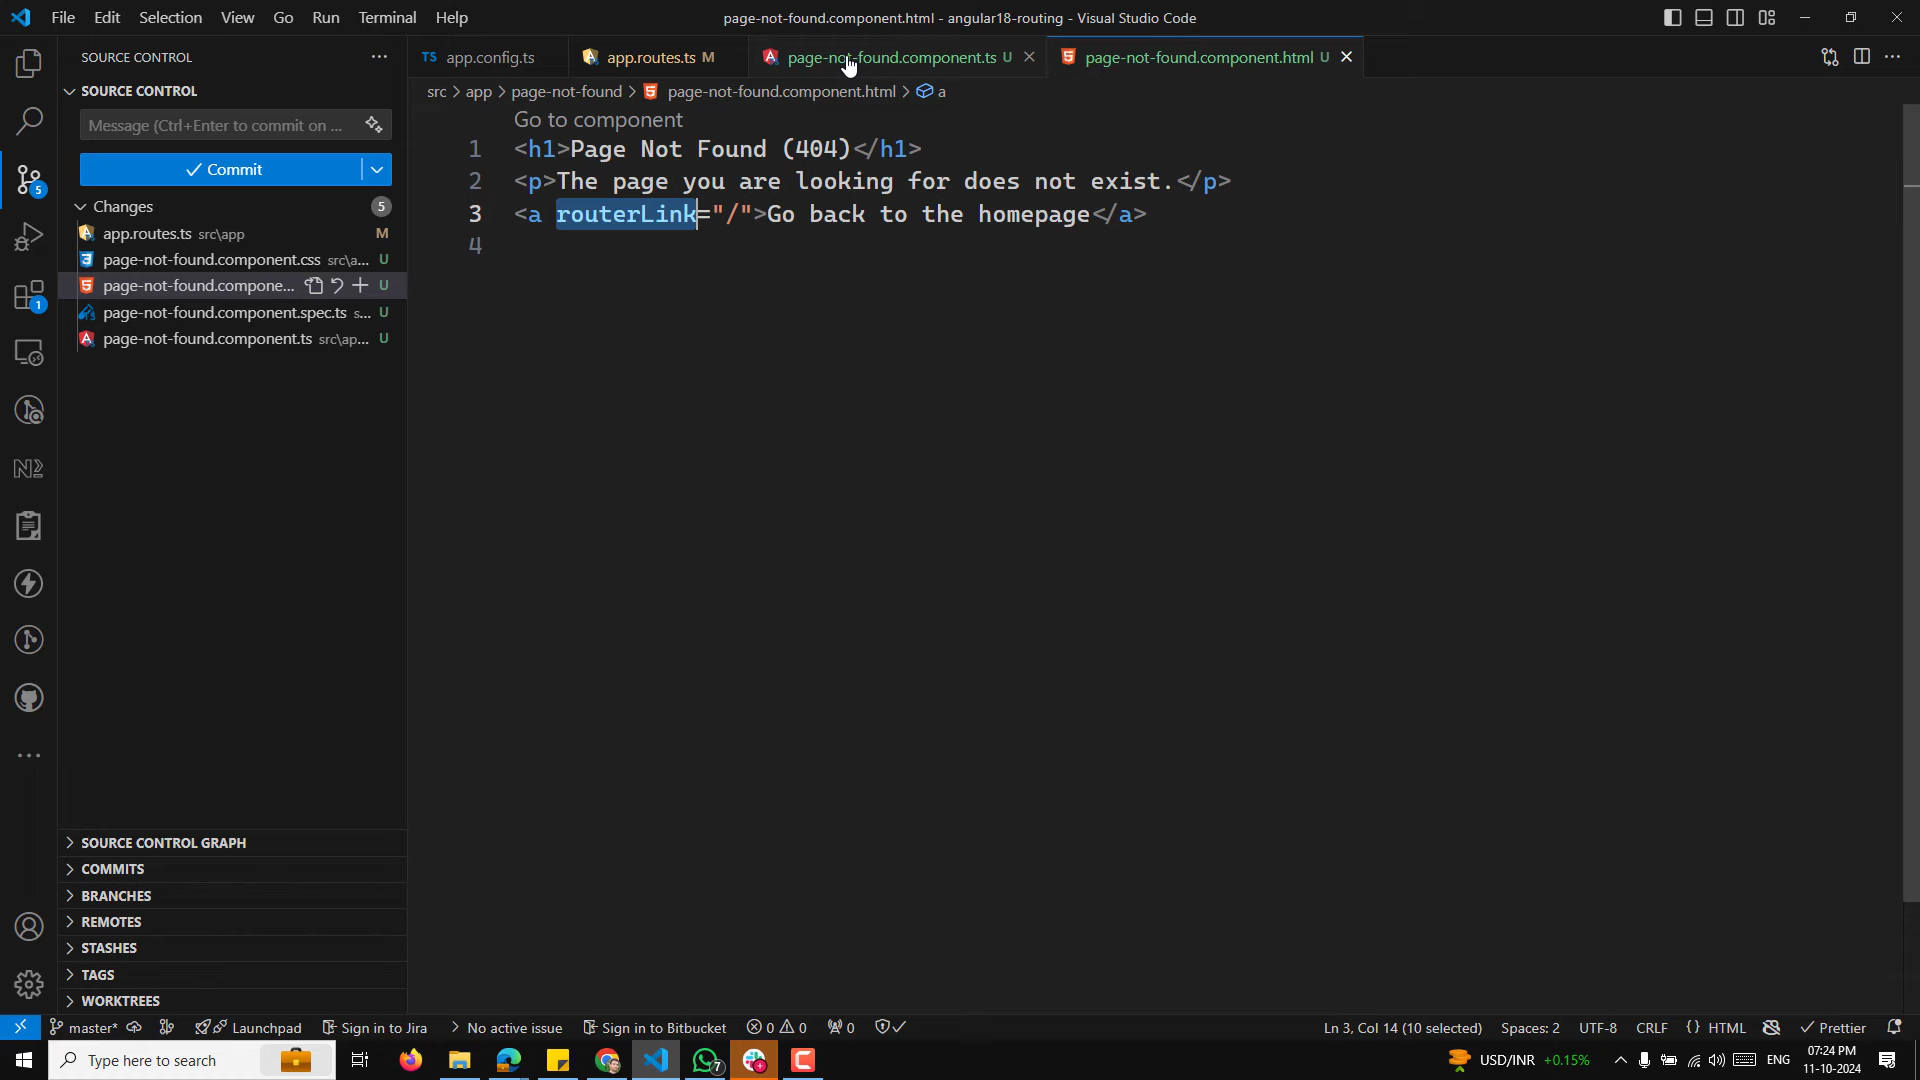 File Edit Selection View Go Run Terminal Help
page-not-found.component.html - angular18-routing - Visual Studio Code
SOURCE CONTROL
TS app.config.ts
app.routes.ts M
page-not-found.component.ts U
page-not-found.component.html U
SOURCE CONTROL
src > app > page-not-found > page-not-found.component.html > a
Message (Ctrl+Enter to commit on ...
Commit
Changes 5
app.routes.ts src\app M
page-not-found.component.css src\a... U
page-not-found.compone... U
page-not-found.component.spec.ts s... U
page-not-found.component.ts src\ap... U
Go to component
1 <h1>Page Not Found (404)</h1>
2 <p>The page you are looking for does not exist.</p>
3 <a routerLink="/">Go back to the homepage</a>
4
5
1
SOURCE CONTROL GRAPH
COMMITS
BRANCHES
REMOTES
STASHES
TAGS
WORKTREES
master* Launchpad Sign in to Jira No active issue Sign in to Bitbucket 0 0 0 Ln 3, Col 14 (10 selected) Spaces: 2 UTF-8 CRLF {} HTML Prettier
Type here to search 7 USD/INR +0.15% ENG 07:24 PM
11-10-2024